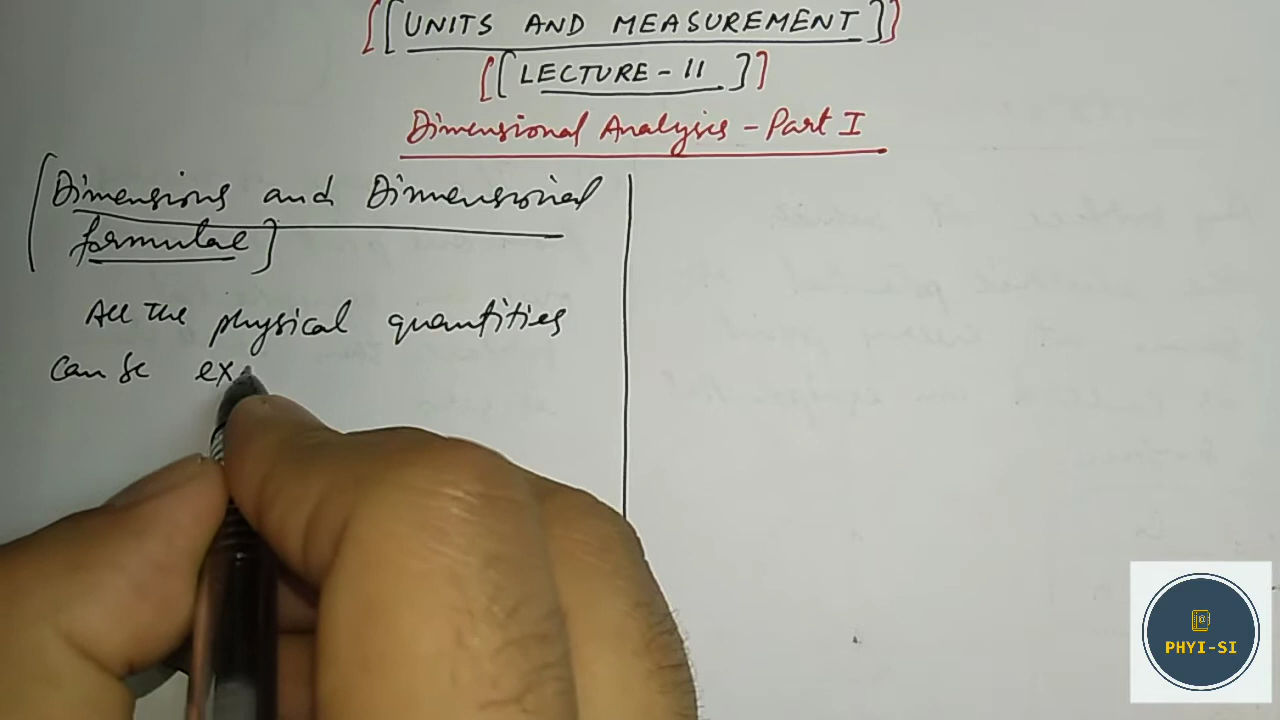 [[UNITS AND MEASUREMENT]]
[[LECTURE-11]]
Dimensional Analysis - Part I
[Dimensions and Dimensional
formulae]
All the physical quantities
can be ex
PHYI-SI